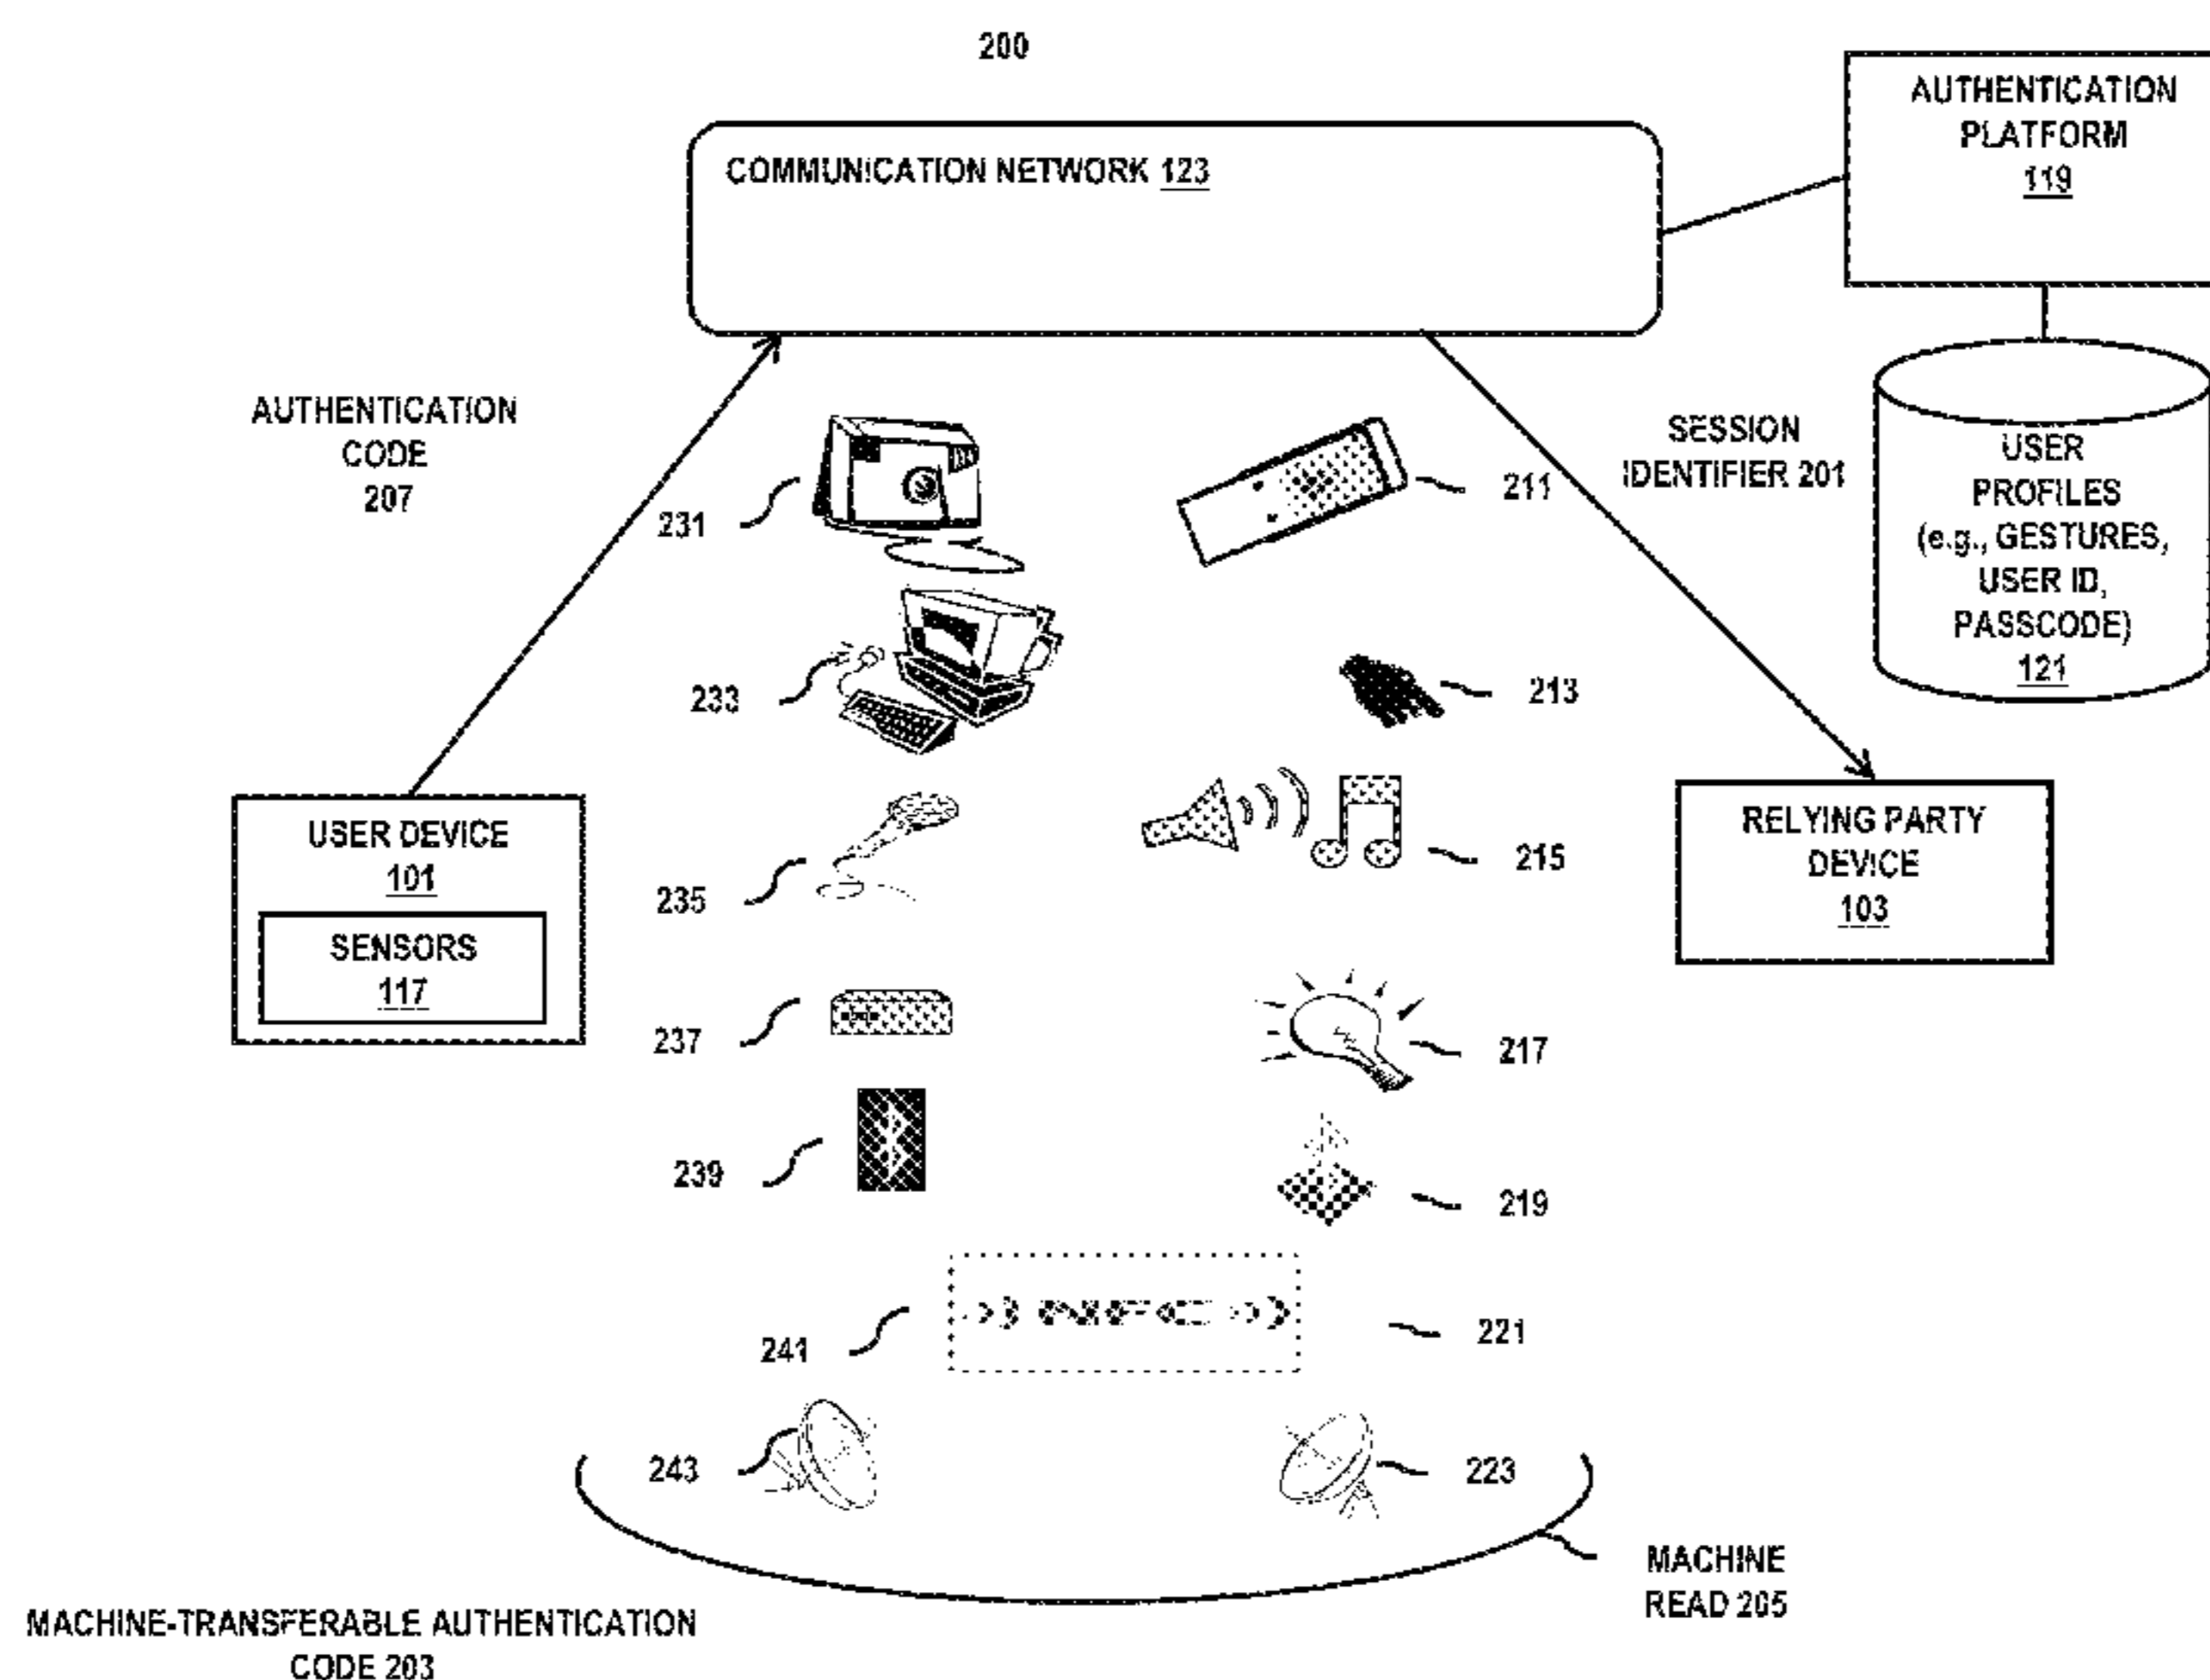 200
COMMUNICATION NETWORK 123
AUTHENTICATION
PLATFORM
119
AUTHENTICATION
CODE
207
SESSION
IDENTIFIER 201
USER
PROFILES
(e.g., GESTURES,
USER ID,
PASSCODE)
121
231
211
233
213
USER DEVICE
101
SENSORS
117
235
215
RELYING PARTY
DEVICE
103
237
217
239
219
241
NFC
221
243
223
MACHINE
READ 205
MACHINE-TRANSFERABLE AUTHENTICATION
CODE 203